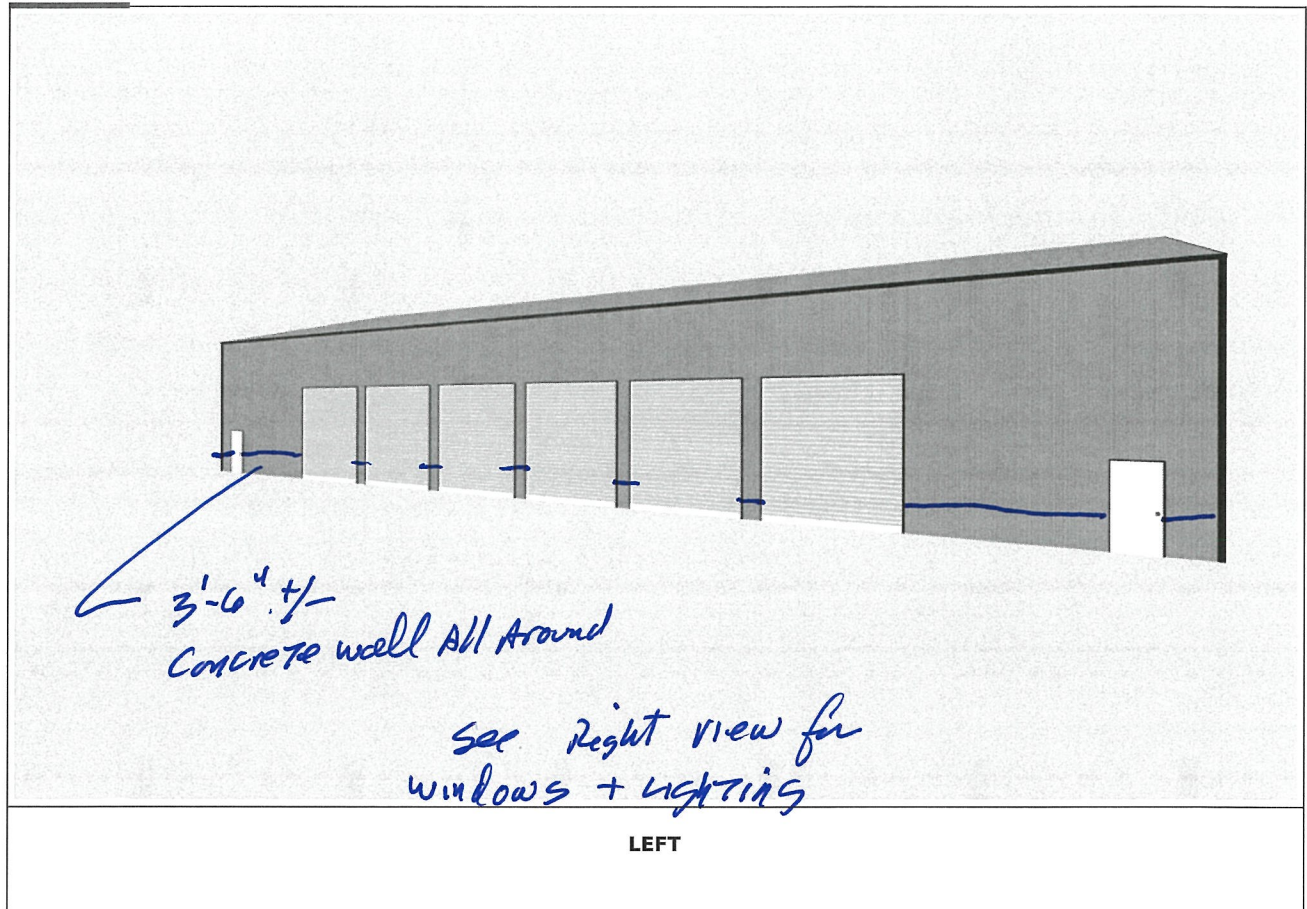 3'-6" +/-
Concrete wall All Around
see Right view for
windows + Lighting
LEFT